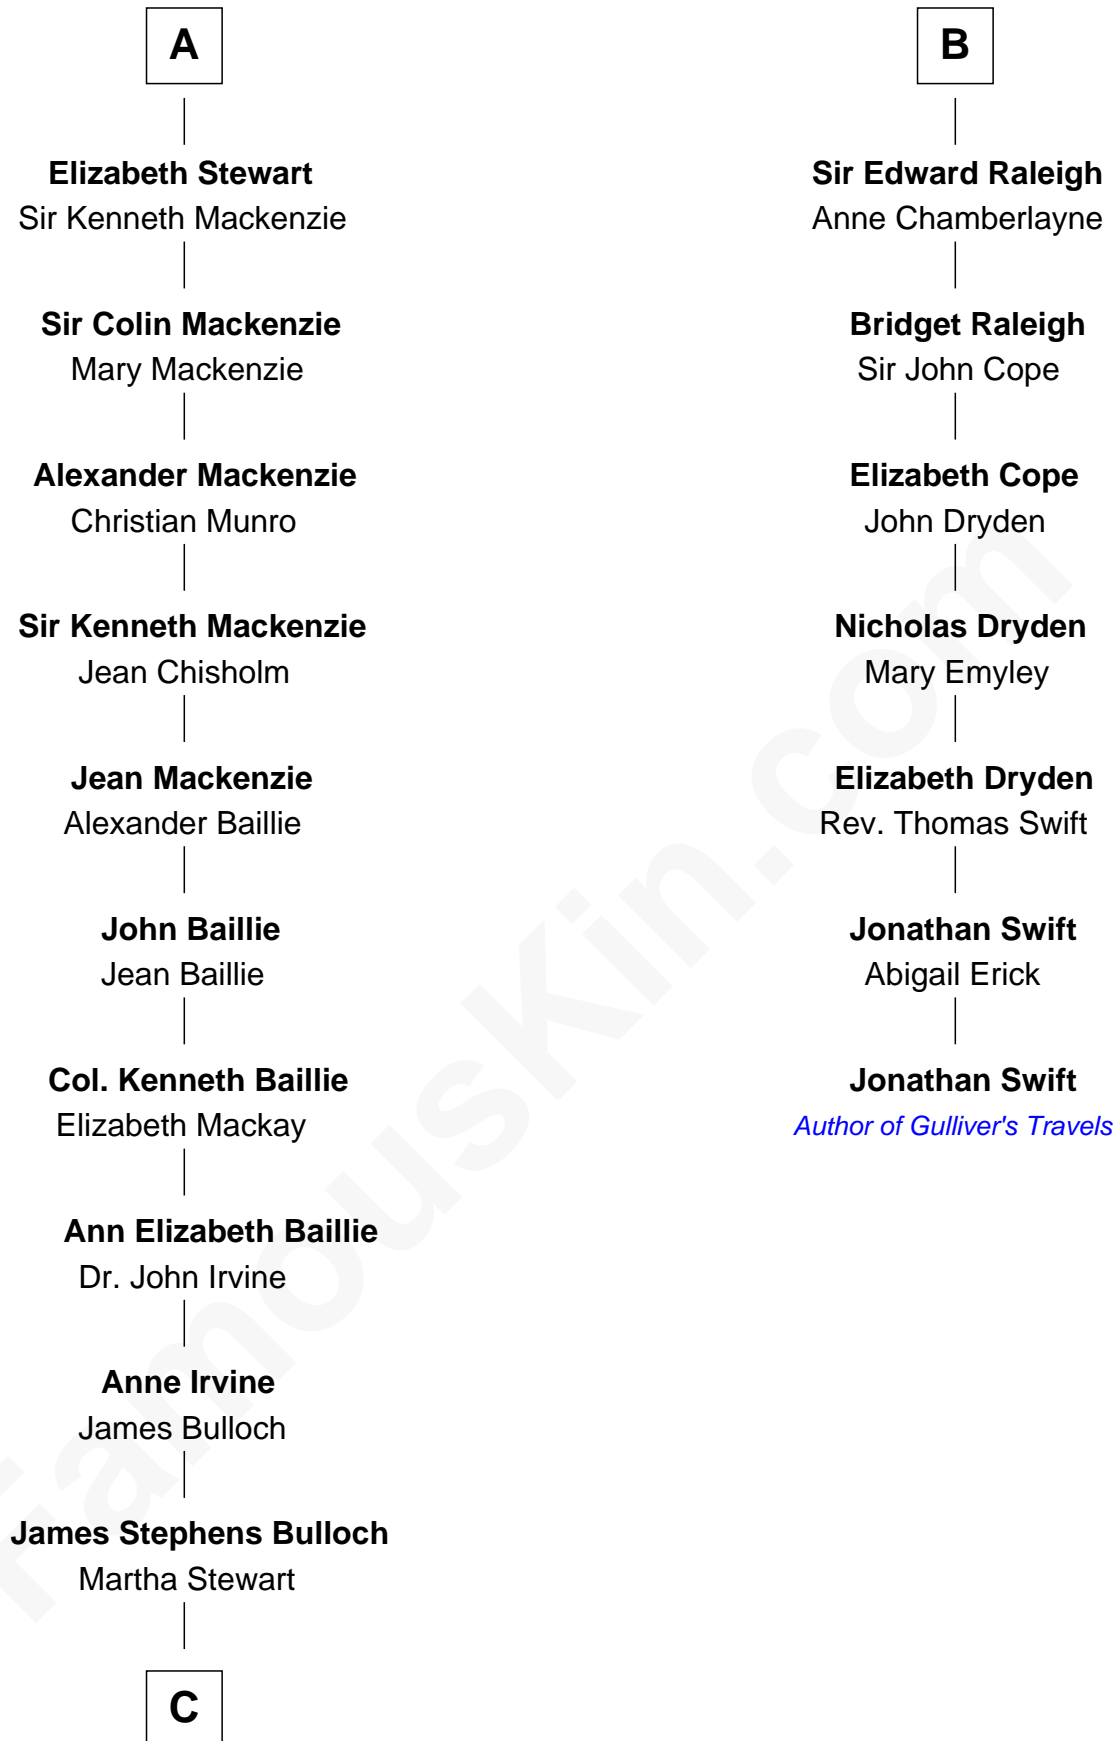 A
Elizabeth Stewart
Sir Kenneth Mackenzie
Sir Colin Mackenzie
Mary Mackenzie
Alexander Mackenzie
Christian Munro
Sir Kenneth Mackenzie
Jean Chisholm
Jean Mackenzie
Alexander Baillie
John Baillie
Jean Baillie
Col. Kenneth Baillie
Elizabeth Mackay
Ann Elizabeth Baillie
Dr. John Irvine
Anne Irvine
James Bulloch
James Stephens Bulloch
Martha Stewart
C
B
Sir Edward Raleigh
Anne Chamberlayne
Bridget Raleigh
Sir John Cope
Elizabeth Cope
John Dryden
Nicholas Dryden
Mary Emyley
Elizabeth Dryden
Rev. Thomas Swift
Jonathan Swift
Abigail Erick
Jonathan Swift
Author of Gulliver's Travels
FamousKin.com